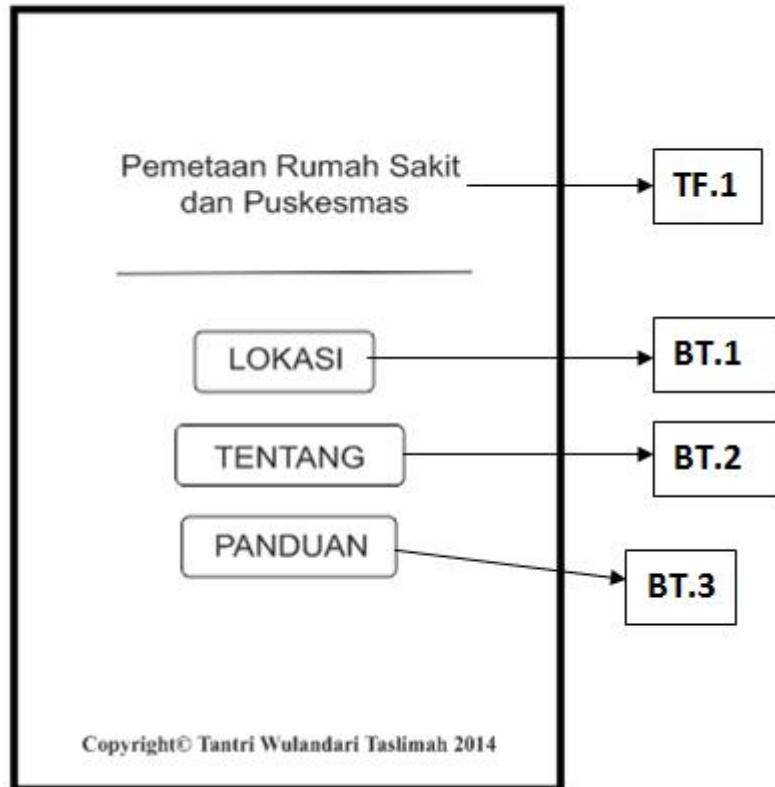 Pemetaan Rumah Sakit
dan Puskesmas
TF.1
LOKASI
BT.1
TENTANG
BT.2
PANDUAN
BT.3
Copyright© Tantri Wulandari Taslimah 2014